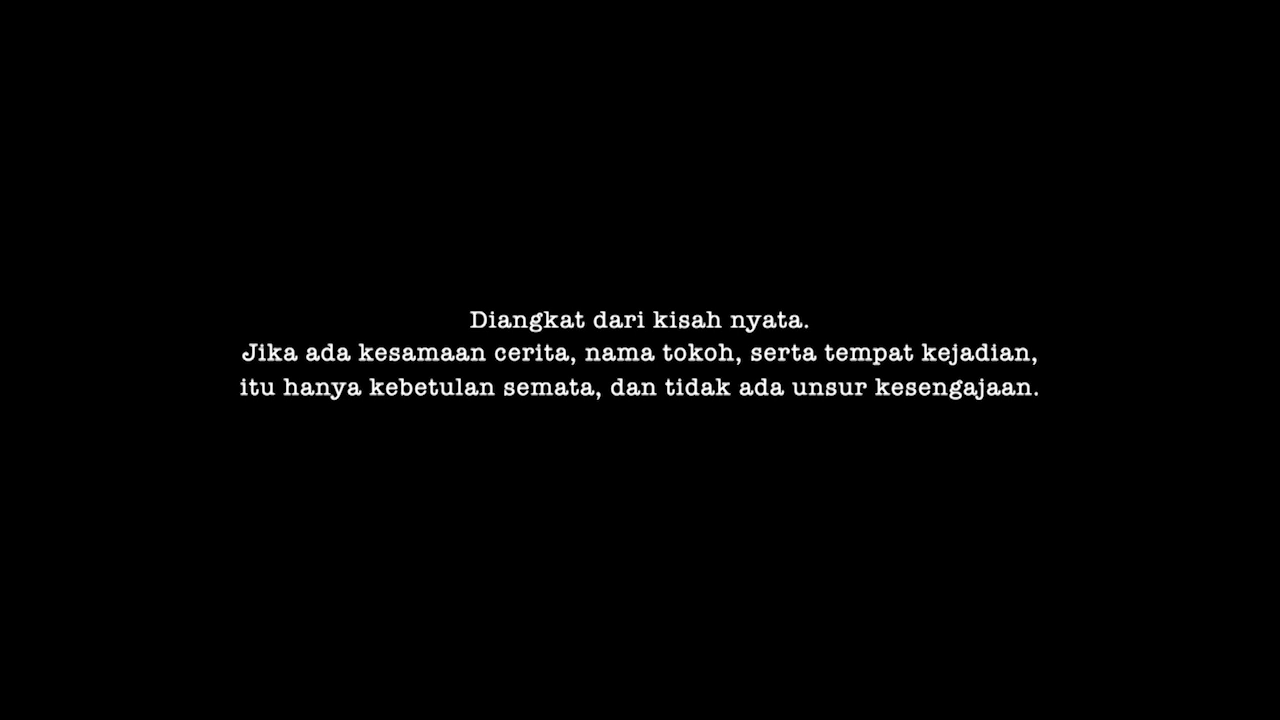 Diangkat dari kisah nyata.
Jika ada kesamaan cerita, nama tokoh, serta tempat kejadian,
itu hanya kebetulan semata, dan tidak ada unsur kesengajaan.